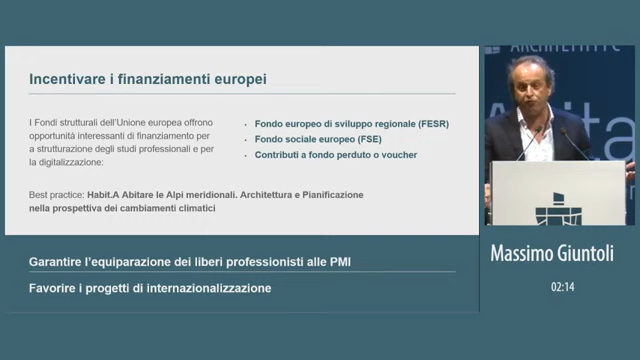 Incentivare i finanziamenti europei
I Fondi strutturali dell'Unione europea offrono
opportunità interessanti di finanziamento per
a strutturazione degli studi professionali e per
la digitalizzazione:
· Fondo europeo di sviluppo regionale (FESR)
· Fondo sociale europeo (FSE)
· Contributi a fondo perduto o voucher
Best practice: Habit.A Abitare le Alpi meridionali. Architettura e Pianificazione
nella prospettiva dei cambiamenti climatici
Garantire l'equiparazione dei liberi professionisti alle PMI
Favorire i progetti di internazionalizzazione
Massimo Giuntoli
02:14